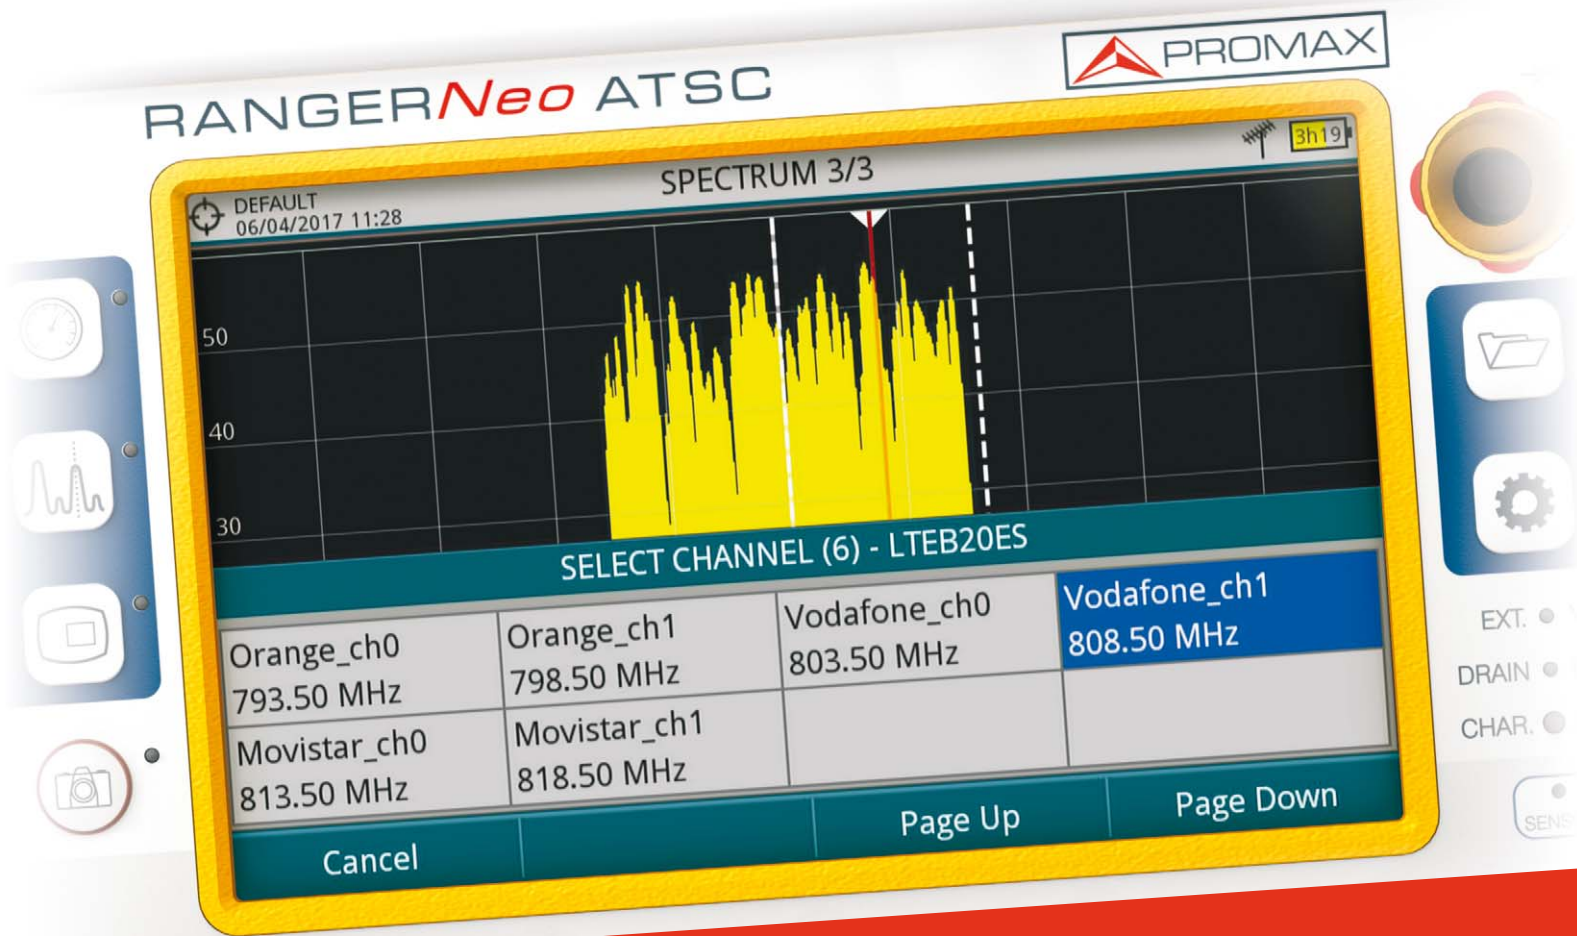 RANGERNeo ATSC
PROMAX
DEFAULT
06/04/2017 11:28
SPECTRUM 3/3
3h19
50
40
30
SELECT CHANNEL (6) - LTEB20ES
Orange_ch0
793.50 MHz
Orange_ch1
798.50 MHz
Vodafone_ch0
803.50 MHz
Vodafone_ch1
808.50 MHz
Movistar_ch0
813.50 MHz
Movistar_ch1
818.50 MHz
Cancel
Page Up
Page Down
EXT.
DRAIN
CHAR.